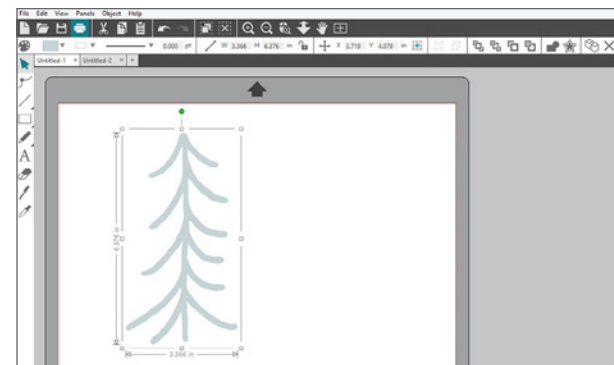 File Edit View Panels Object Help
0.000 pt W 3.366 H 6.376 in X 3.719 Y 4.078 in
Untitled-1 × Untitled-2 × +
A
6.376 in
3.366 in